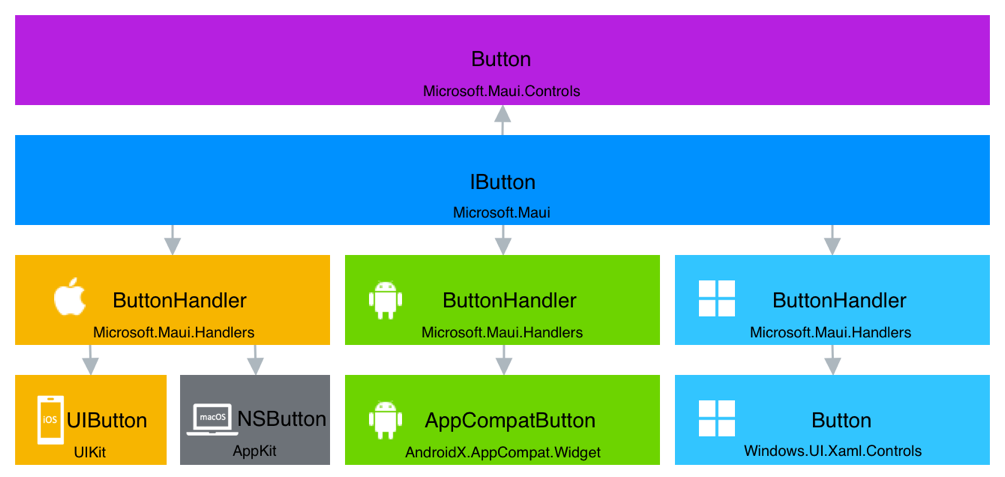 Button
Microsoft.Maui.Controls
IButton
Microsoft.Maui
ButtonHandler
Microsoft.Maui.Handlers
ButtonHandler
Microsoft.Maui.Handlers
ButtonHandler
Microsoft.Maui.Handlers
iOS
UIButton
UIKit
macOS
NSButton
AppKit
AppCompatButton
AndroidX.AppCompat.Widget
Button
Windows.UI.Xaml.Controls